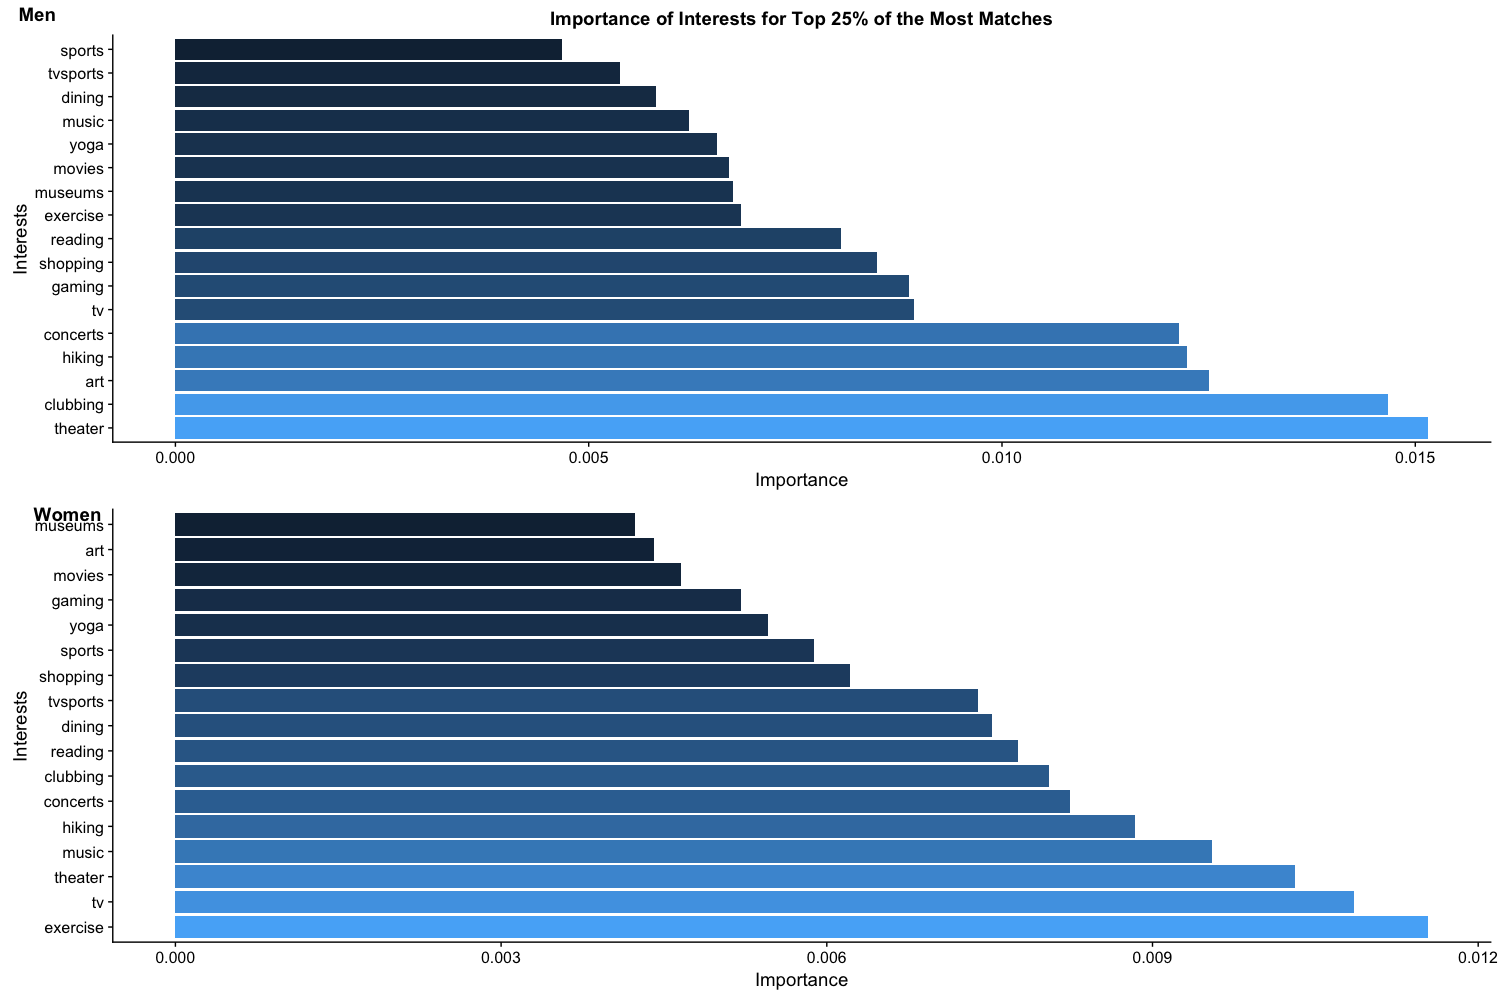 Men
Importance of Interests for Top 25% of the Most Matches
Interests
sports
tvsports
dining
music
yoga
movies
museums
exercise
reading
shopping
gaming
tv
concerts
hiking
art
clubbing
theater
0.000 0.005 0.010 0.015
Importance
Women
Interests
museums
art
movies
gaming
yoga
sports
shopping
tvsports
dining
reading
clubbing
concerts
hiking
music
theater
tv
exercise
0.000 0.003 0.006 0.009 0.012
Importance